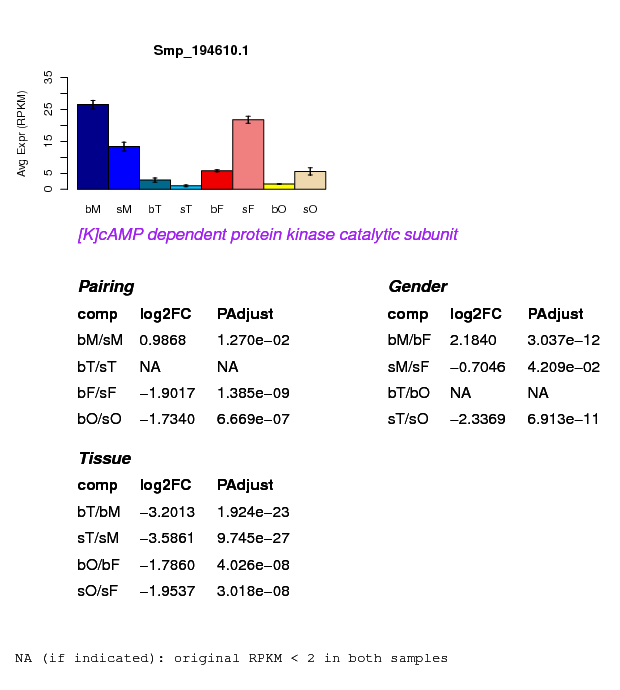 Smp_194610.1
Avg Expr (RPKM)
0 5 15 25 35
bM sM bT sT bF sF bO sO
[K]cAMP dependent protein kinase catalytic subunit
Pairing
comp log2FC PAdjust
bM/sM 0.9868 1.270e−02
bT/sT NA NA
bF/sF −1.9017 1.385e−09
bO/sO −1.7340 6.669e−07
Gender
comp log2FC PAdjust
bM/bF 2.1840 3.037e−12
sM/sF −0.7046 4.209e−02
bT/bO NA NA
sT/sO −2.3369 6.913e−11
Tissue
comp log2FC PAdjust
bT/bM −3.2013 1.924e−23
sT/sM −3.5861 9.745e−27
bO/bF −1.7860 4.026e−08
sO/sF −1.9537 3.018e−08
NA (if indicated): original RPKM < 2 in both samples